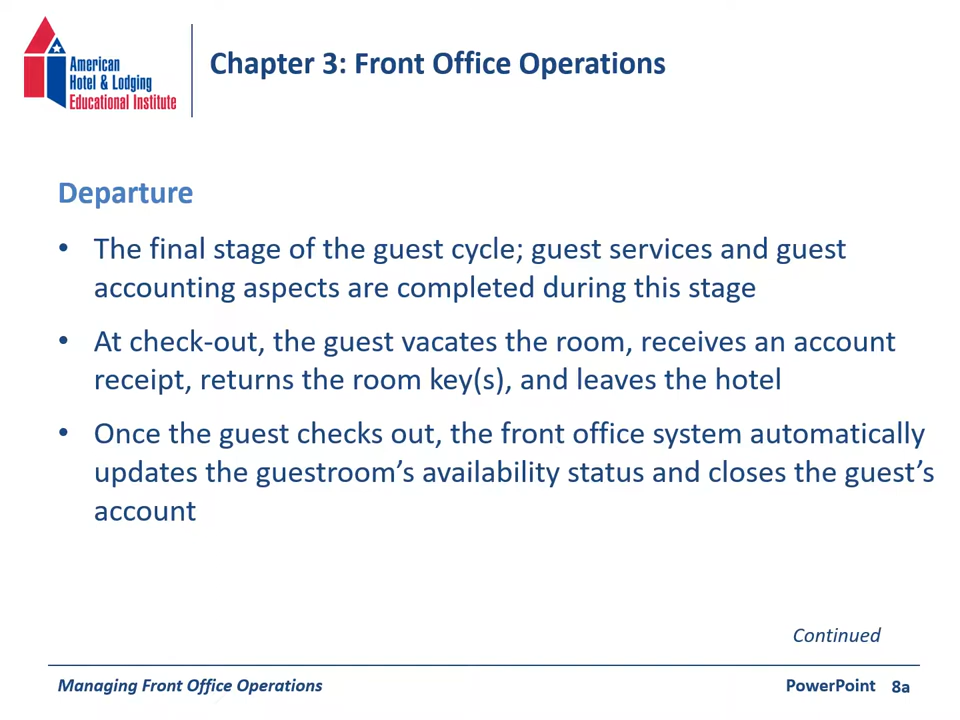 American
Hotel & Lodging
Educational Institute
Chapter 3: Front Office Operations
Departure
• The final stage of the guest cycle; guest services and guest
accounting aspects are completed during this stage
• At check-out, the guest vacates the room, receives an account
receipt, returns the room key(s), and leaves the hotel
• Once the guest checks out, the front office system automatically
updates the guestroom’s availability status and closes the guest’s
account
Continued
Managing Front Office Operations
PowerPoint 8a